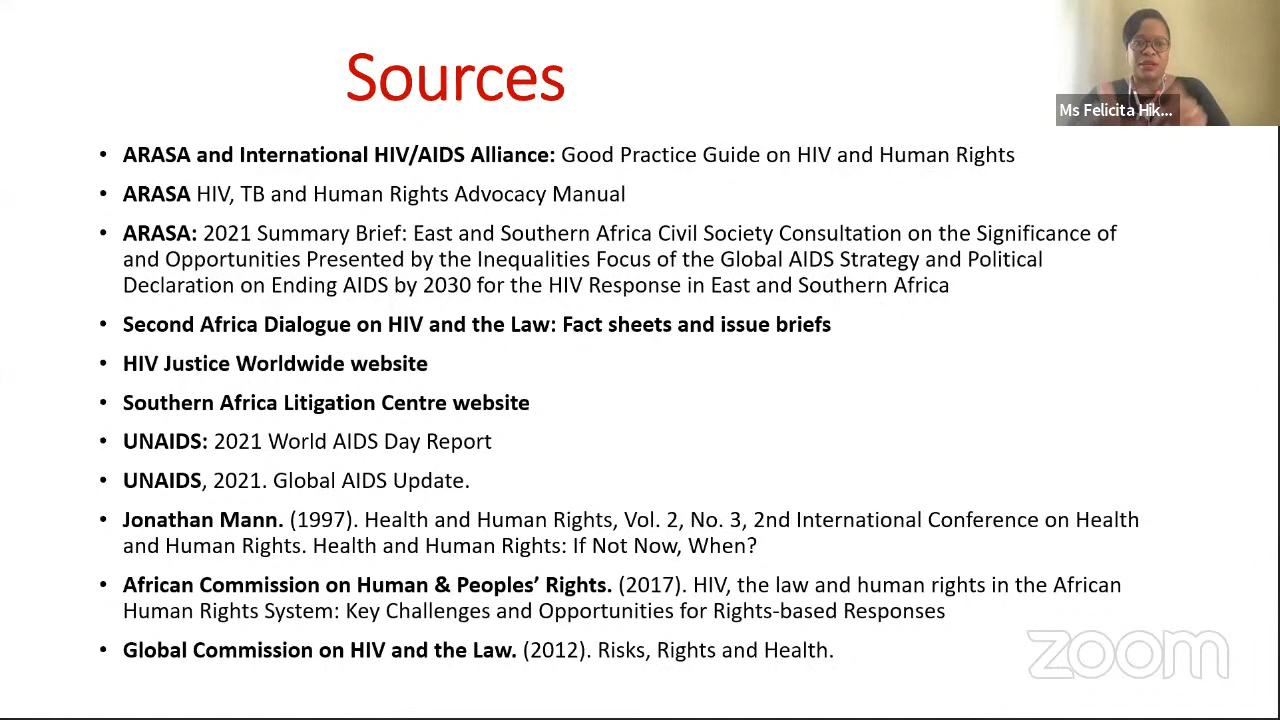 Sources
Ms Felicita Hik...
• ARASA and International HIV/AIDS Alliance: Good Practice Guide on HIV and Human Rights
• ARASA HIV, TB and Human Rights Advocacy Manual
• ARASA: 2021 Summary Brief: East and Southern Africa Civil Society Consultation on the Significance of
and Opportunities Presented by the Inequalities Focus of the Global AIDS Strategy and Political
Declaration on Ending AIDS by 2030 for the HIV Response in East and Southern Africa
• Second Africa Dialogue on HIV and the Law: Fact sheets and issue briefs
• HIV Justice Worldwide website
• Southern Africa Litigation Centre website
• UNAIDS: 2021 World AIDS Day Report
• UNAIDS, 2021. Global AIDS Update.
• Jonathan Mann. (1997). Health and Human Rights, Vol. 2, No. 3, 2nd International Conference on Health
and Human Rights. Health and Human Rights: If Not Now, When?
• African Commission on Human & Peoples’ Rights. (2017). HIV, the law and human rights in the African
Human Rights System: Key Challenges and Opportunities for Rights-based Responses
• Global Commission on HIV and the Law. (2012). Risks, Rights and Health.
zoom